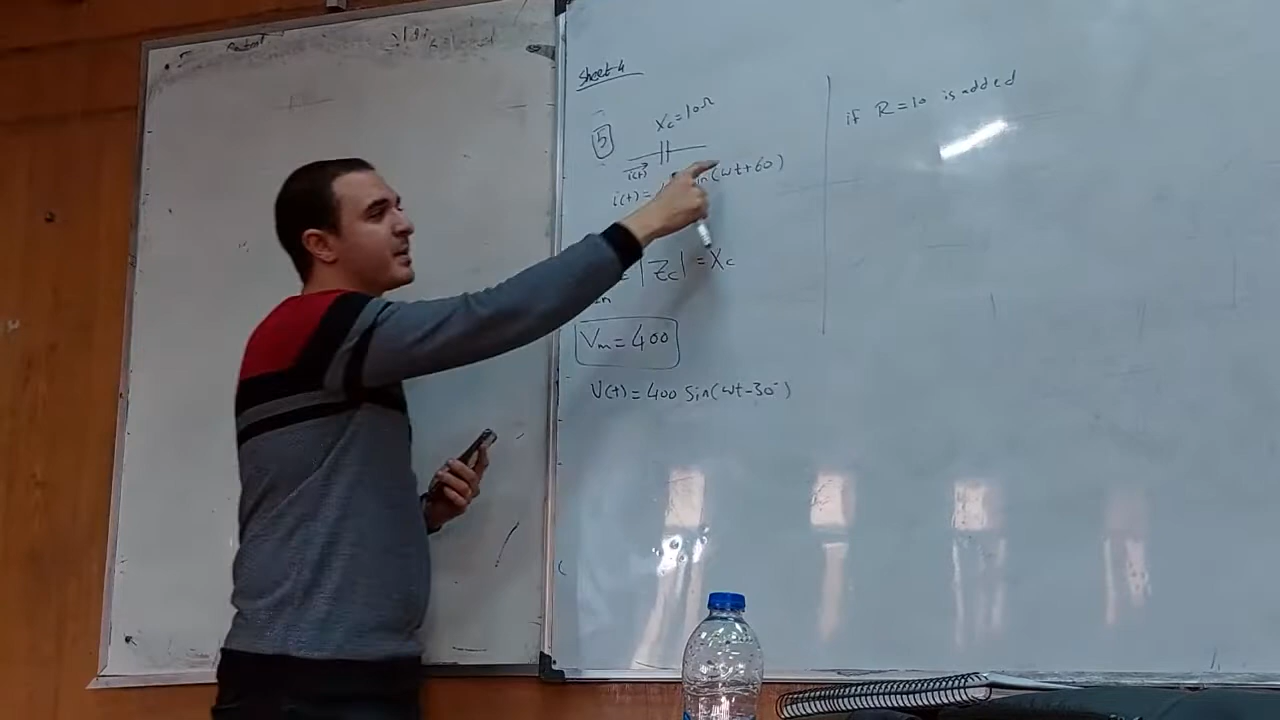 Sheet 4
5
Xc=10Ω
i(t)
i(t)= sin(ωt+60)
|Zc| = Xc
Vm=400
V(t)=400 Sin(ωt-30°)
if R=10 is added